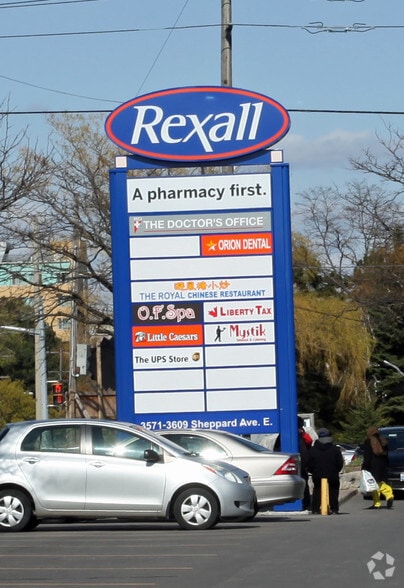 Rexall
A pharmacy first.
THE DOCTOR'S OFFICE
ORION DENTAL
THE ROYAL CHINESE RESTAURANT
O.F. Spa
LIBERTY TAX
Little Caesars
Mystik
The UPS Store
ups
3571-3609 Sheppard Ave. E.